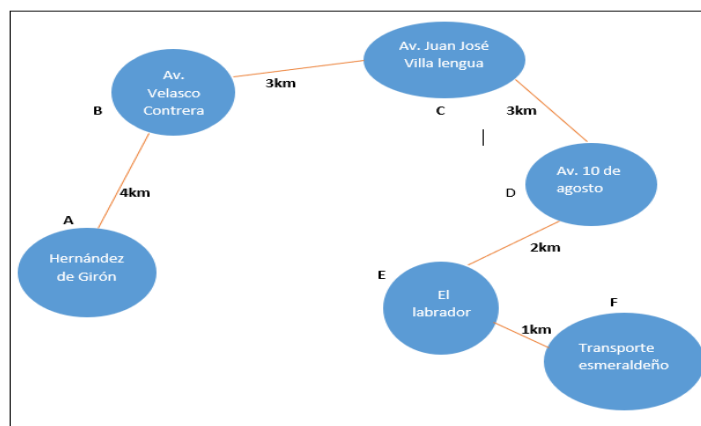 Av. Juan José
Villa lengua
Av.
Velasco
Contrera
3km
B
C
3km
Av. 10 de
agosto
D
4km
A
2km
Hernández
de Girón
E
El
labrador
F
1km
Transporte
esmeraldeño